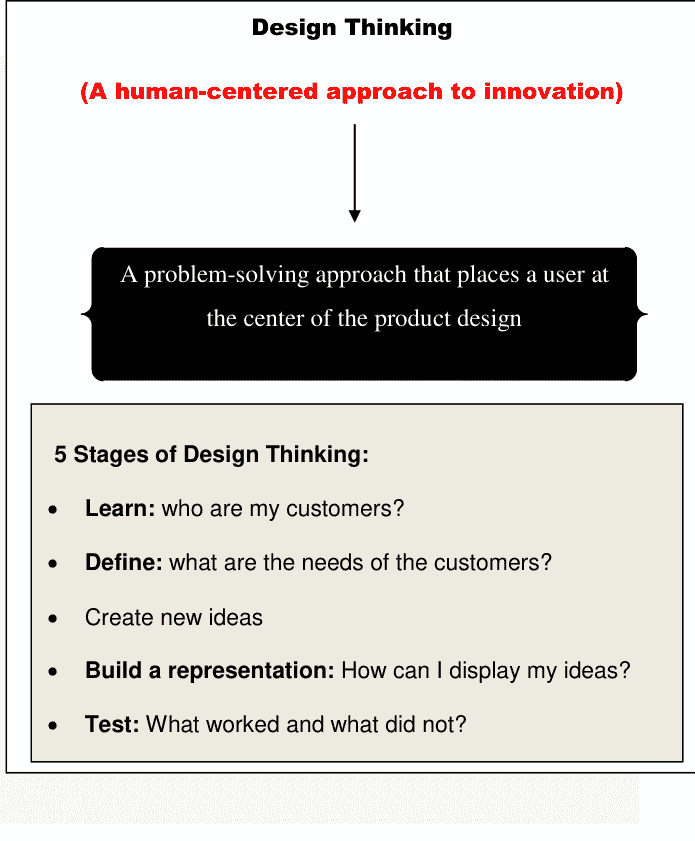 Design Thinking
(A human-centered approach to innovation)
A problem-solving approach that places a user at
the center of the product design
5 Stages of Design Thinking:
• Learn: who are my customers?
• Define: what are the needs of the customers?
• Create new ideas
• Build a representation: How can I display my ideas?
• Test: What worked and what did not?